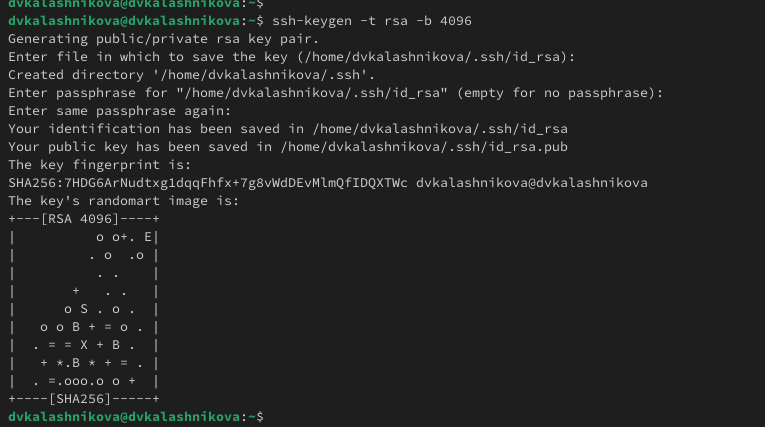 dvkalashnikova@dvkalashnikova:~$
dvkalashnikova@dvkalashnikova:~$ ssh-keygen -t rsa -b 4096
Generating public/private rsa key pair.
Enter file in which to save the key (/home/dvkalashnikova/.ssh/id_rsa):
Created directory '/home/dvkalashnikova/.ssh'.
Enter passphrase for "/home/dvkalashnikova/.ssh/id_rsa" (empty for no passphrase):
Enter same passphrase again:
Your identification has been saved in /home/dvkalashnikova/.ssh/id_rsa
Your public key has been saved in /home/dvkalashnikova/.ssh/id_rsa.pub
The key fingerprint is:
SHA256:7HDG6ArNudtxg1dqqFhfx+7g8vWdDEvMlmQfIDQXTWc dvkalashnikova@dvkalashnikova
The key's randomart image is:
+---[RSA 4096]----+
|          o o+. E|
|         . o  .o |
|          . .    |
|       +   . .   |
|      o S . o .  |
|   o o B + = o . |
|  . = = X + B .  |
|   + *.B * + = . |
|  . =.ooo.o o +  |
+----[SHA256]-----+
dvkalashnikova@dvkalashnikova:~$